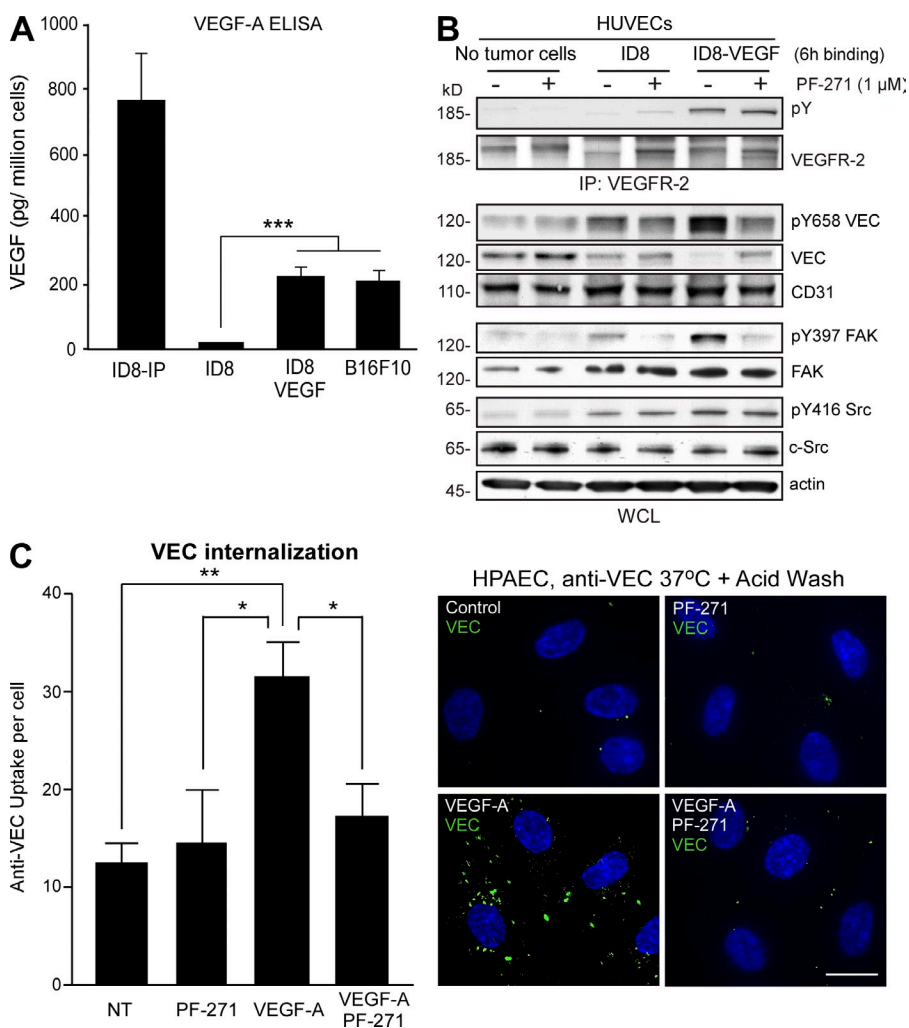 A
VEGF-A ELISA
VEGF (pg/ million cells)
1000
800
600
400
200
0
***
ID8-IP
ID8
ID8
VEGF
B16F10
B
HUVECs
No tumor cells
ID8
ID8-VEGF
(6h binding)
kD
-
+
-
+
-
+
PF-271 (1 µM)
185-
pY
185-
VEGFR-2
IP: VEGFR-2
120-
pY658 VEC
120-
VEC
110-
CD31
120-
pY397 FAK
120-
FAK
65-
pY416 Src
65-
c-Src
45-
actin
WCL
C
VEC internalization
Anti-VEC Uptake per cell
40
30
20
10
0
**
*
*
NT
PF-271
VEGF-A
VEGF-A
PF-271
HPAEC, anti-VEC 37ºC + Acid Wash
Control
VEC
PF-271
VEC
VEGF-A
VEC
VEGF-A
PF-271
VEC